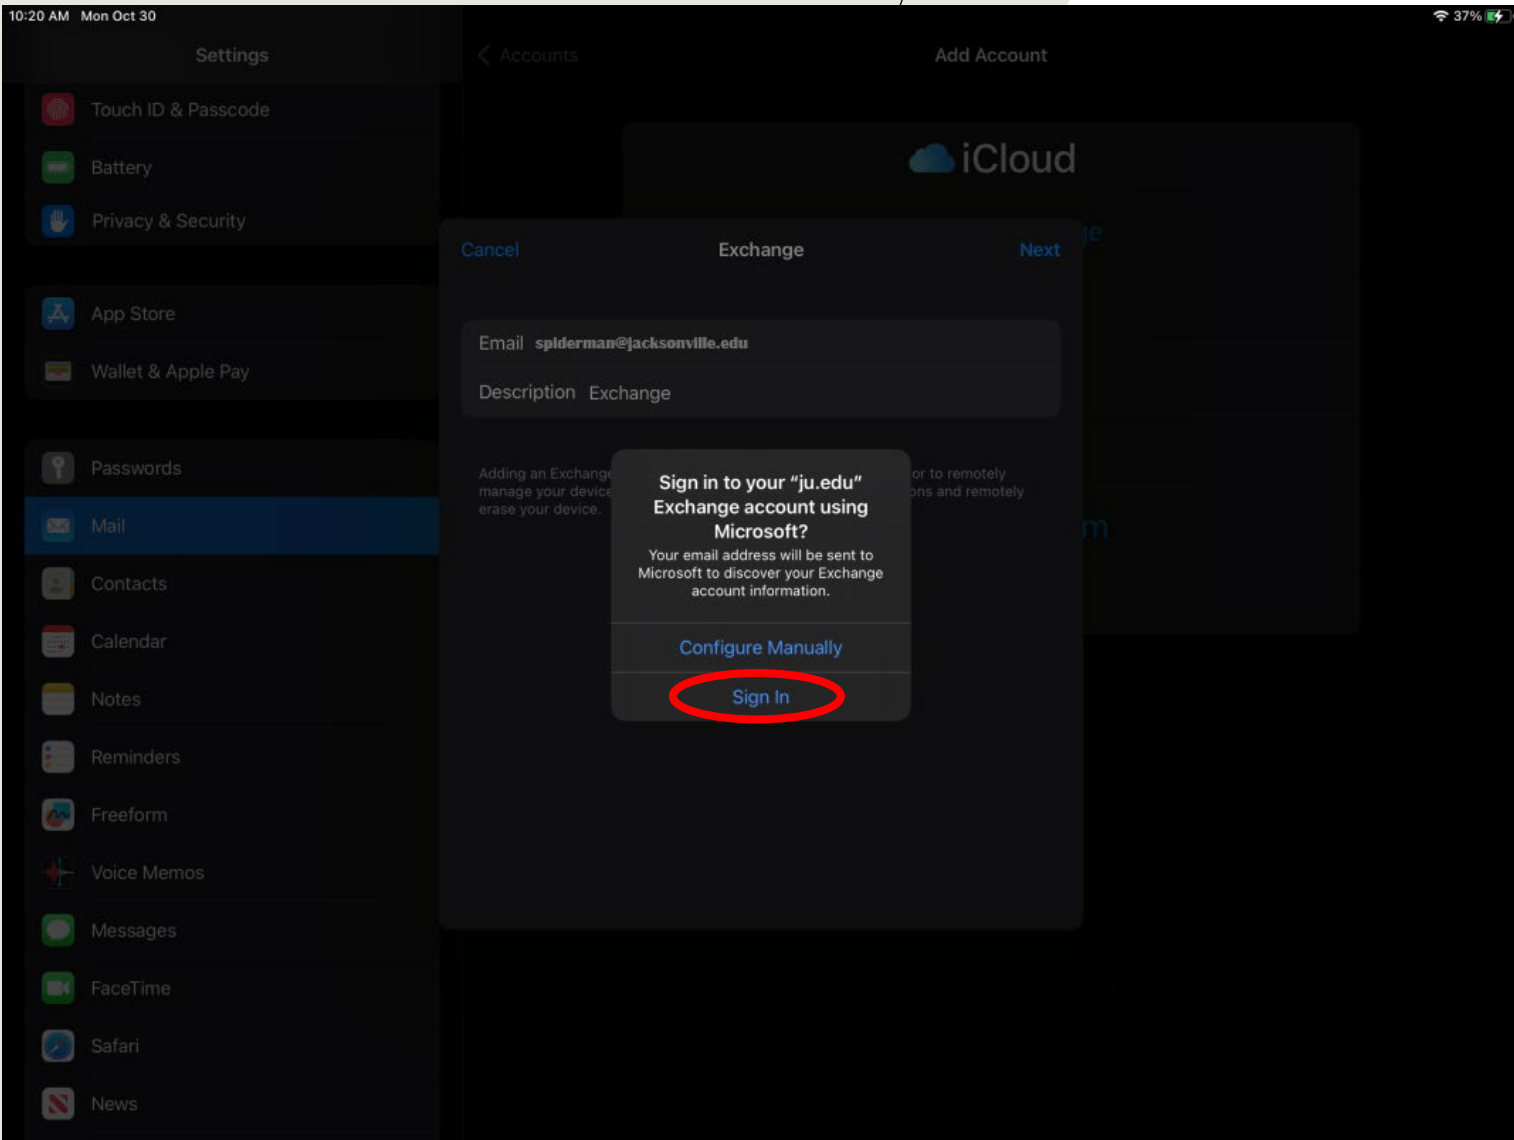 10:20 AM Mon Oct 30
37%
Settings
Accounts
Add Account
Touch ID & Passcode
Battery
Privacy & Security
App Store
Wallet & Apple Pay
Passwords
Mail
Contacts
Calendar
Notes
Reminders
Freeform
Voice Memos
Messages
FaceTime
Safari
News
iCloud
ge
m
Cancel
Exchange
Next
Email spiderman@jacksonville.edu
Description Exchange
Adding an Exchange or to remotely
manage your device ons and remotely
erase your device.
Sign in to your “ju.edu”
Exchange account using
Microsoft?
Your email address will be sent to
Microsoft to discover your Exchange
account information.
Configure Manually
Sign In